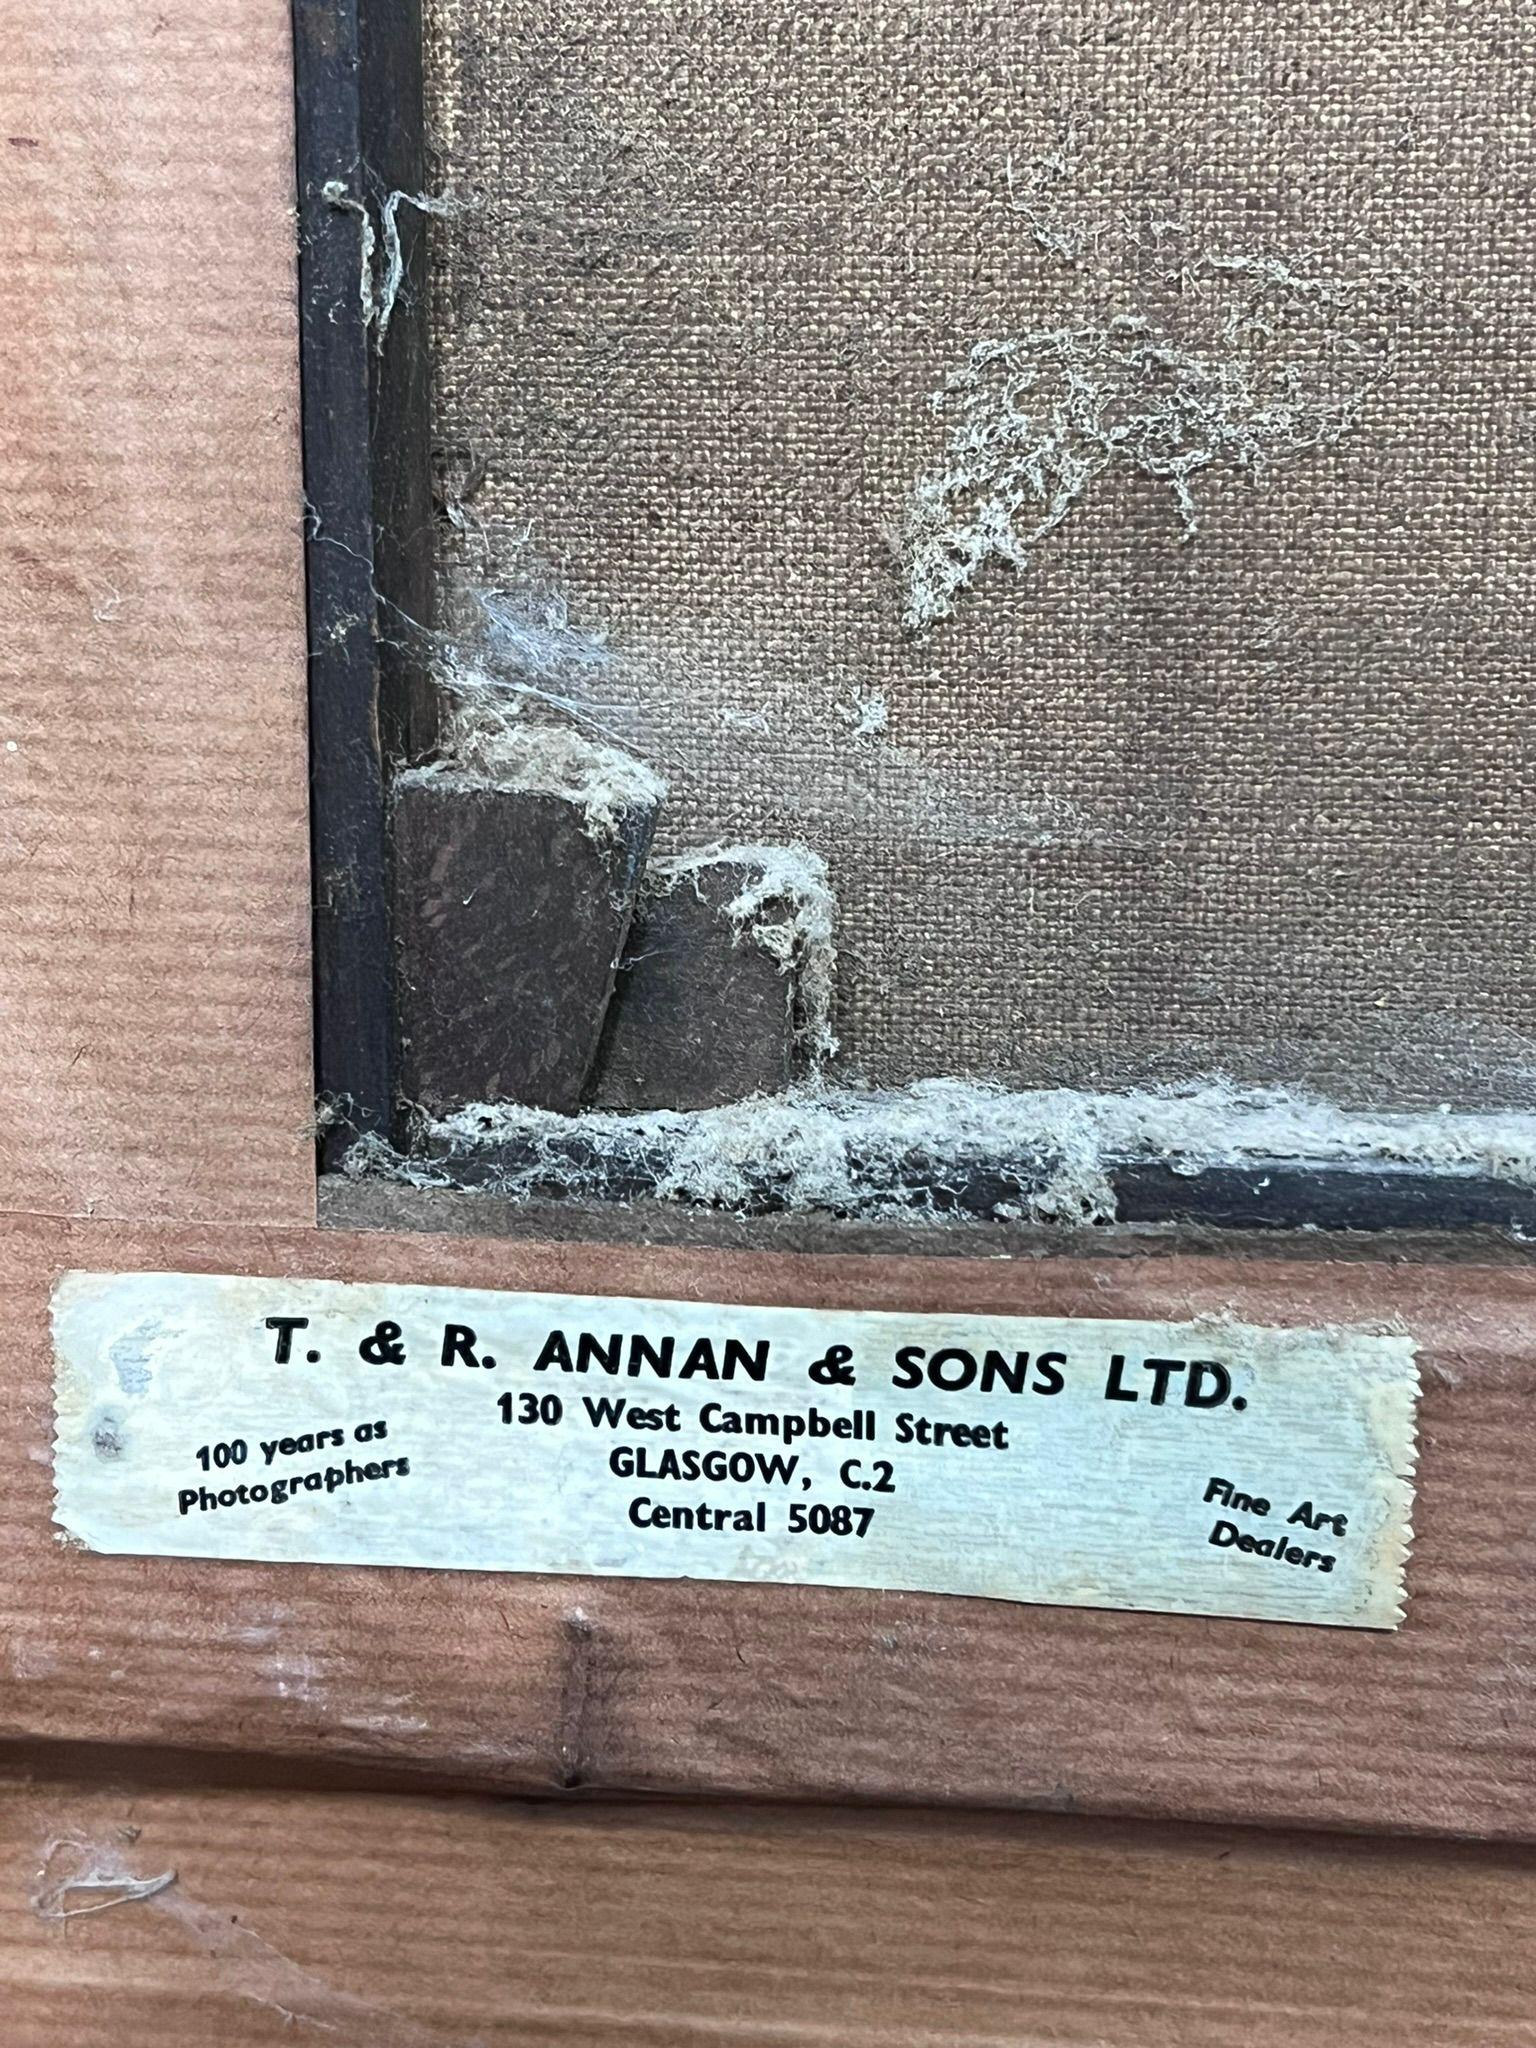 T. & R. ANNAN & SONS LTD.
130 West Campbell Street
GLASGOW, C.2
Central 5087
100 years as
Photographers
Fine Art
Dealers